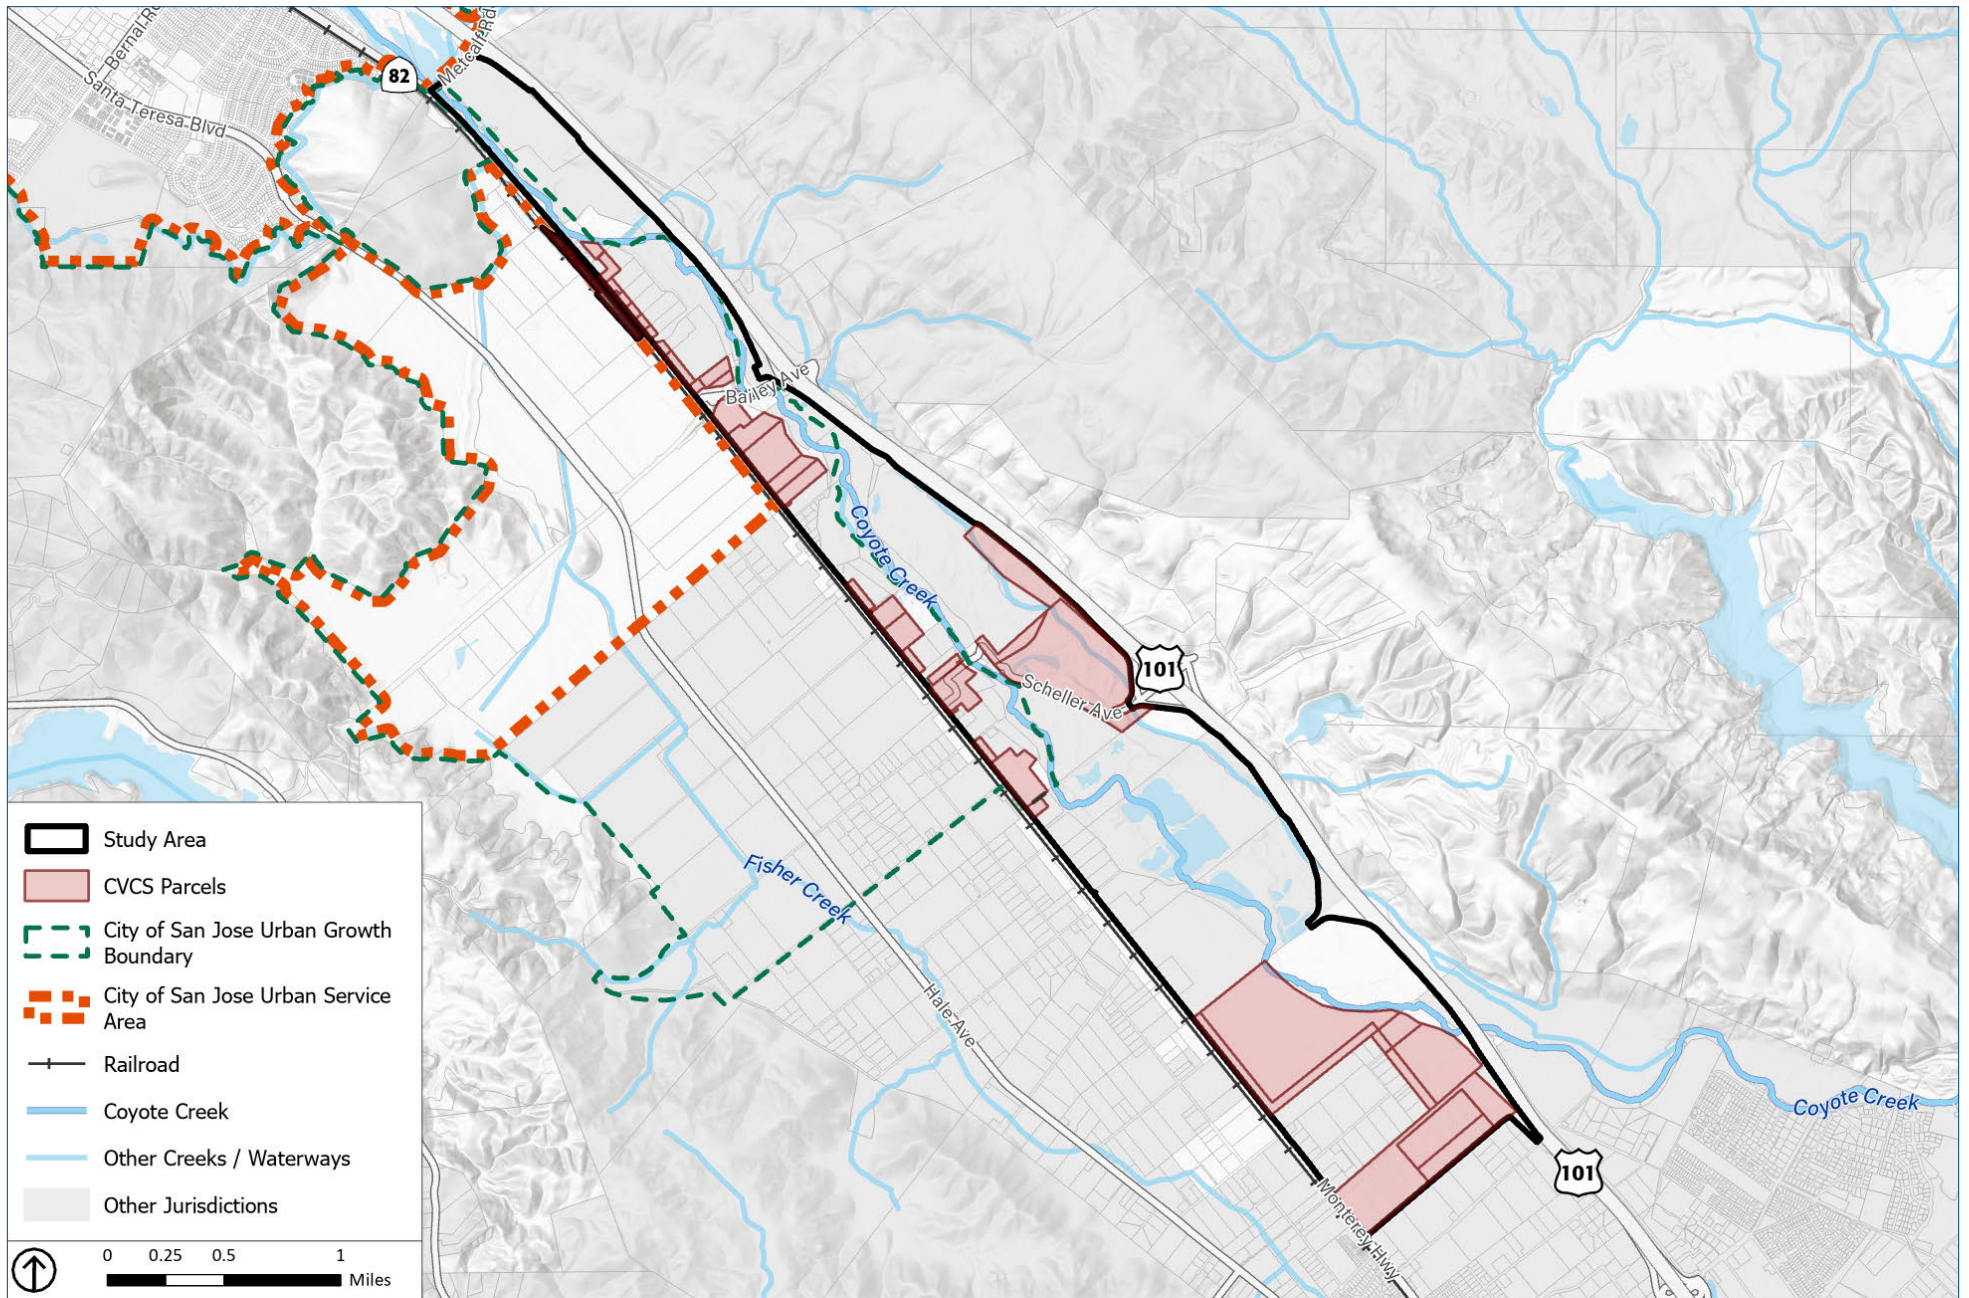 Bernal Rd
Metcalf Rd
82
Santa Teresa Blvd
Bailey Ave
Coyote Creek
101
Scheller Ave
Fisher Creek
Hale Ave
Coyote Creek
101
Monterey Hwy
Study Area
CVCS Parcels
City of San Jose Urban Growth
Boundary
City of San Jose Urban Service
Area
Railroad
Coyote Creek
Other Creeks / Waterways
Other Jurisdictions
0 0.25 0.5 1
Miles